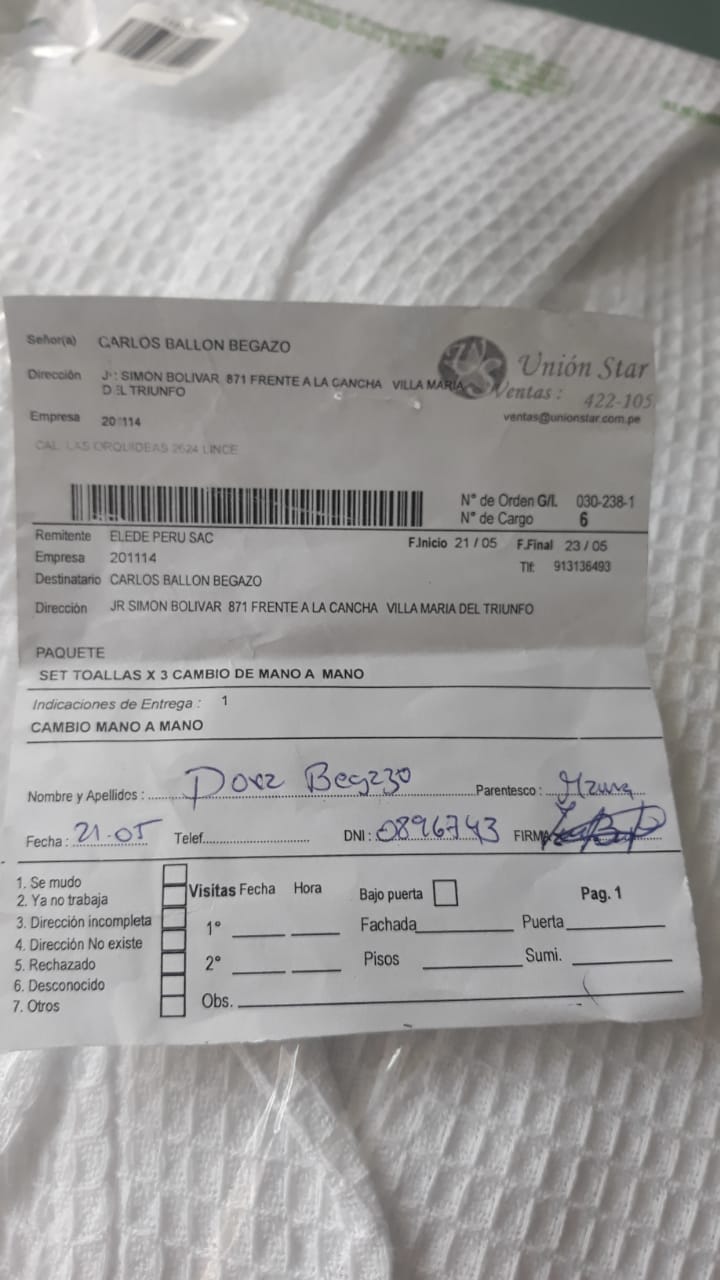 Señor(a) CARLOS BALLON BEGAZO
Dirección SIMON BOLIVAR 871 FRENTE A LA CANCHA VILLA MARIA
DEL TRIUNFO
Unión Star
Ventas : 422-105
ventas@unionstar.com.pe
Empresa 201114
CAL LAS ORQUIDEAS 2624 LINCE
N° de Orden G/L 030-238-1
N° de Cargo 6
Remitente ELEDE PERU SAC
F.Inicio 21 / 05 F.Final 23 / 05
Empresa 201114
Tlf: 913136493
Destinatario CARLOS BALLON BEGAZO
Dirección JR SIMON BOLIVAR 871 FRENTE A LA CANCHA VILLA MARIA DEL TRIUNFO
PAQUETE
SET TOALLAS X 3 CAMBIO DE MANO A MANO
Indicaciones de Entrega : 1
CAMBIO MANO A MANO
Nombre y Apellidos : Dora Begazo Parentesco :
Fecha : 21-05 Telef. DNI : 0896743 FIRMA
1. Se mudo
2. Ya no trabaja
3. Dirección incompleta
4. Dirección No existe
5. Rechazado
6. Desconocido
7. Otros
Visitas Fecha Hora Bajo puerta Pag. 1
1° Fachada Puerta
2° Pisos Sumi.
Obs.